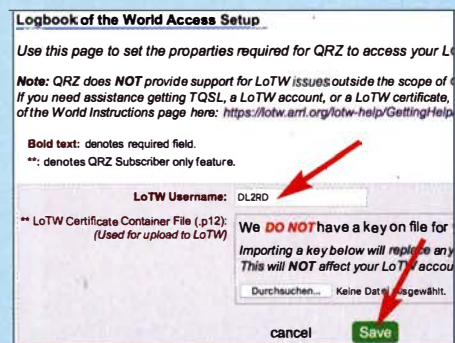 Logbook of the World Access Setup
Use this page to set the properties required for QRZ to access your
Note: QRZ does NOT provide support for LoTW issues outside the scope of
If you need assistance getting TQSL, a LoTW account, or a LoTW certificate,
of the World Instructions page here: https://lotw.arrl.org/lotw-help/GettingHelp
Bold text: denotes required field.
**: denotes QRZ Subscriber only feature.
LoTW Username: DL2RD
** LoTW Certificate Container File (.p12):
(Used for upload to LoTW)
We DO NOT have a key on file for
Importing a key below will replace any
This will NOT affect your LoTW accou
Durchsuchen... Keine Datei ausgewählt.
cancel Save